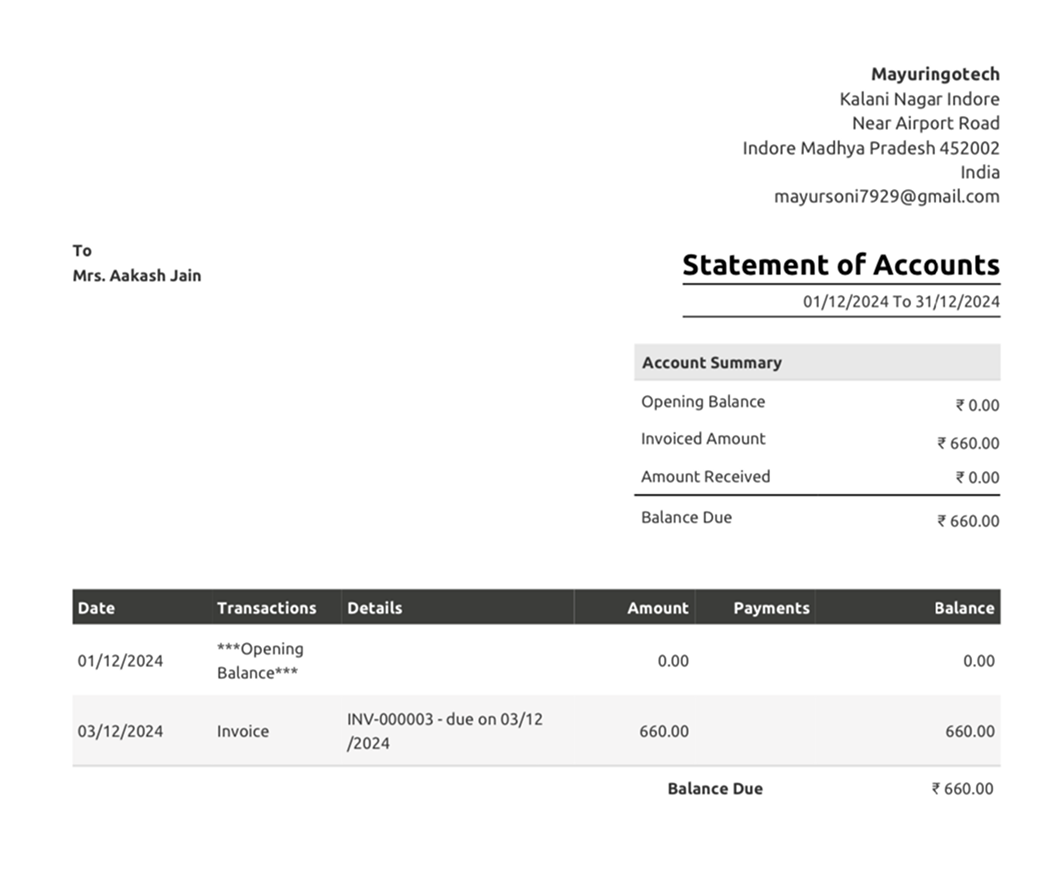 Mayuringotech
Kalani Nagar Indore
Near Airport Road
Indore Madhya Pradesh 452002
India
mayursoni7929@gmail.com
To
Mrs. Aakash Jain
Statement of Accounts
01/12/2024 To 31/12/2024
Account Summary
Opening Balance ₹ 0.00
Invoiced Amount ₹ 660.00
Amount Received ₹ 0.00
Balance Due ₹ 660.00
Date Transactions Details Amount Payments Balance
01/12/2024 ***Opening Balance*** 0.00 0.00
03/12/2024 Invoice INV-000003 - due on 03/12 /2024 660.00 660.00
Balance Due ₹ 660.00